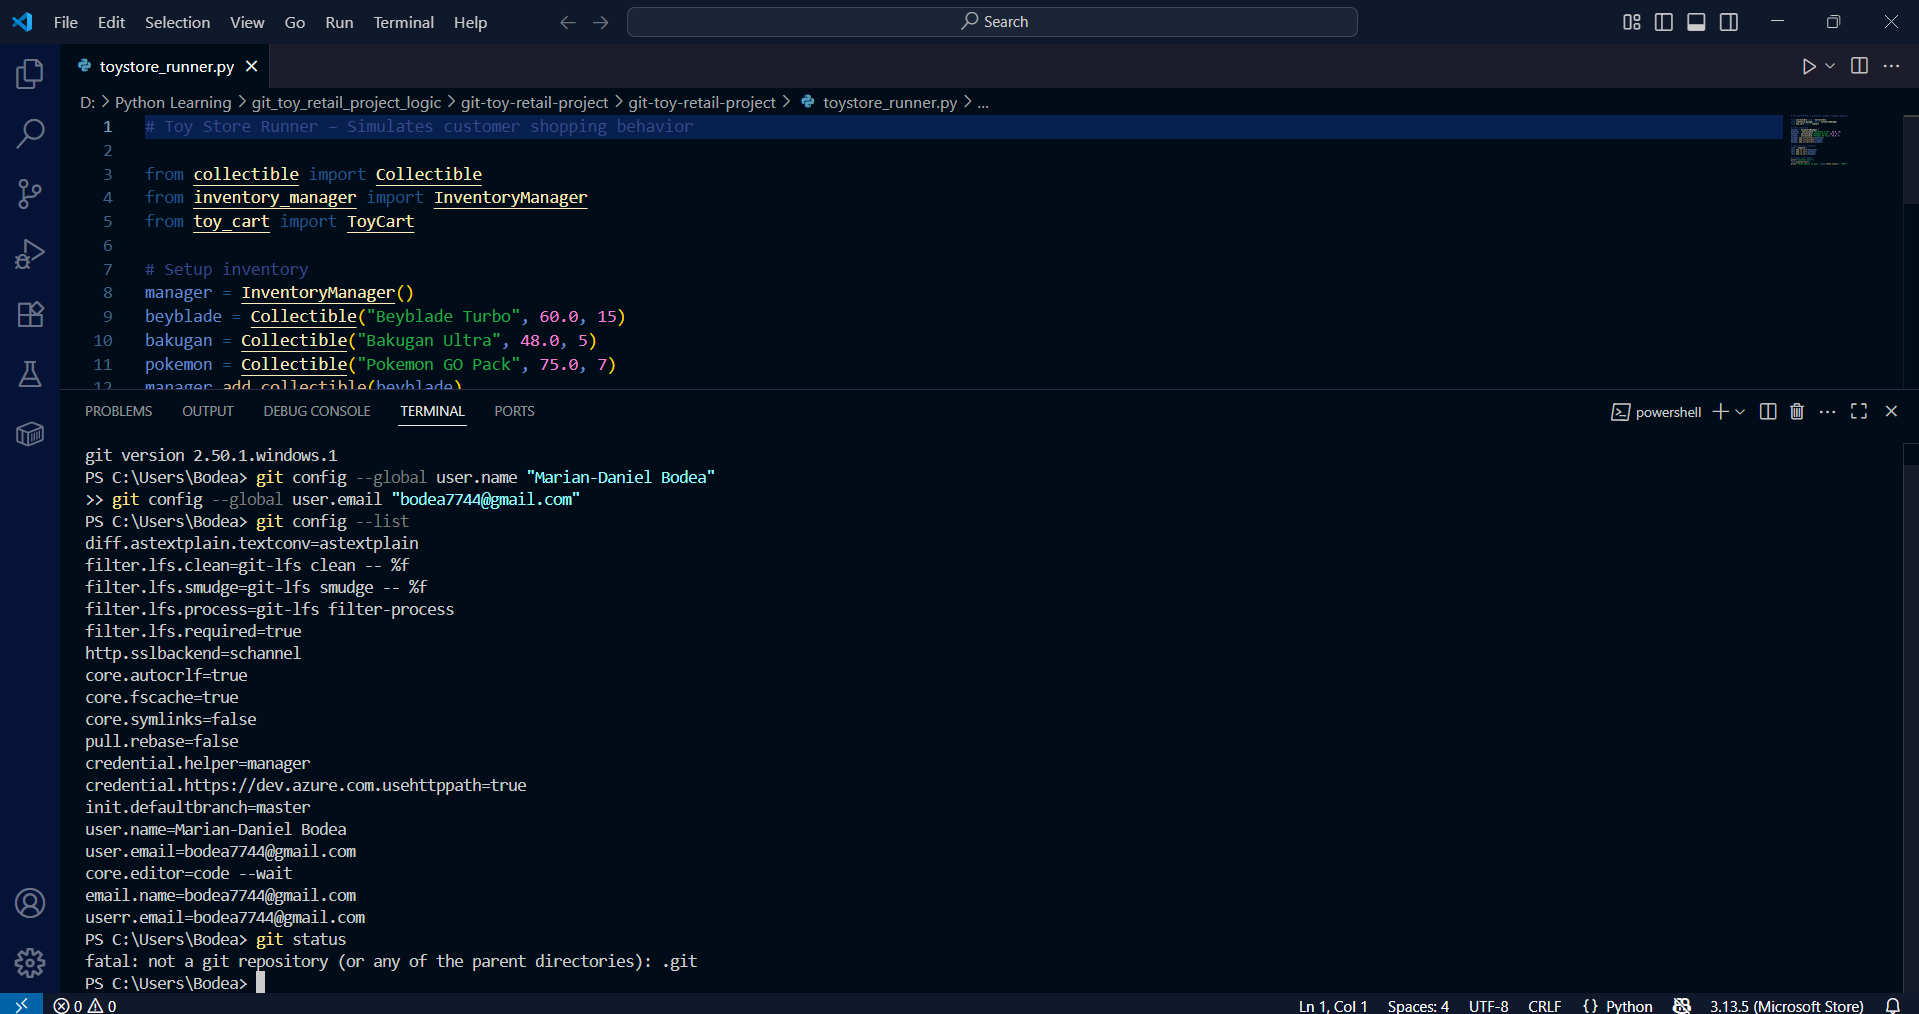 File Edit Selection View Go Run Terminal Help
Search
toystore_runner.py
D: > Python Learning > git_toy_retail_project_logic > git-toy-retail-project > git-toy-retail-project > toystore_runner.py > ...
1 # Toy Store Runner – Simulates customer shopping behavior
2
3 from collectible import Collectible
4 from inventory_manager import InventoryManager
5 from toy_cart import ToyCart
6
7 # Setup inventory
8 manager = InventoryManager()
9 beyblade = Collectible("Beyblade Turbo", 60.0, 15)
10 bakugan = Collectible("Bakugan Ultra", 48.0, 5)
11 pokemon = Collectible("Pokemon GO Pack", 75.0, 7)
12 manager.add_collectible(beyblade)
PROBLEMS OUTPUT DEBUG CONSOLE TERMINAL PORTS
powershell
git version 2.50.1.windows.1
PS C:\Users\Bodea> git config --global user.name "Marian-Daniel Bodea"
>> git config --global user.email "bodea7744@gmail.com"
PS C:\Users\Bodea> git config --list
diff.astextplain.textconv=astextplain
filter.lfs.clean=git-lfs clean -- %f
filter.lfs.smudge=git-lfs smudge -- %f
filter.lfs.process=git-lfs filter-process
filter.lfs.required=true
http.sslbackend=schannel
core.autocrlf=true
core.fscache=true
core.symlinks=false
pull.rebase=false
credential.helper=manager
credential.https://dev.azure.com.usehttppath=true
init.defaultbranch=master
user.name=Marian-Daniel Bodea
user.email=bodea7744@gmail.com
core.editor=code --wait
email.name=bodea7744@gmail.com
userr.email=bodea7744@gmail.com
PS C:\Users\Bodea> git status
fatal: not a git repository (or any of the parent directories): .git
PS C:\Users\Bodea>
0 0 Ln 1, Col 1 Spaces: 4 UTF-8 CRLF {} Python 3.13.5 (Microsoft Store)